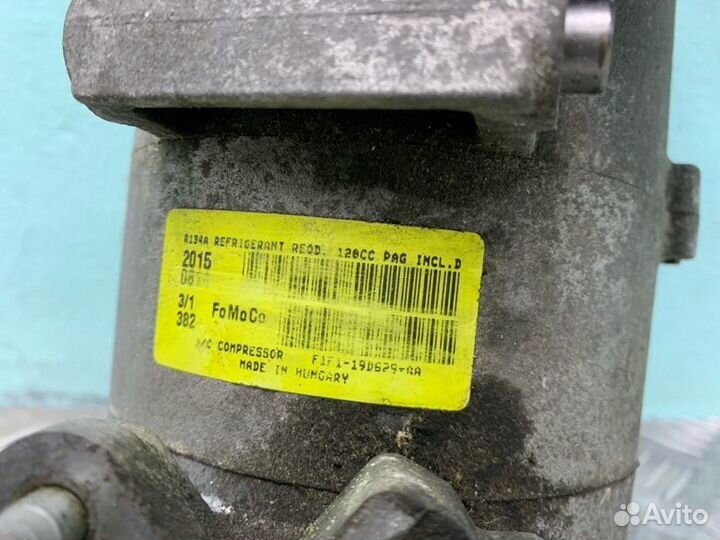 R134A REFRIGERANT REQD. 120CC PAG INCL.D
2015
3/1
382
FoMoCo
A/C COMPRESSOR F1F1-19D629-AA
MADE IN HUNGARY
Avito